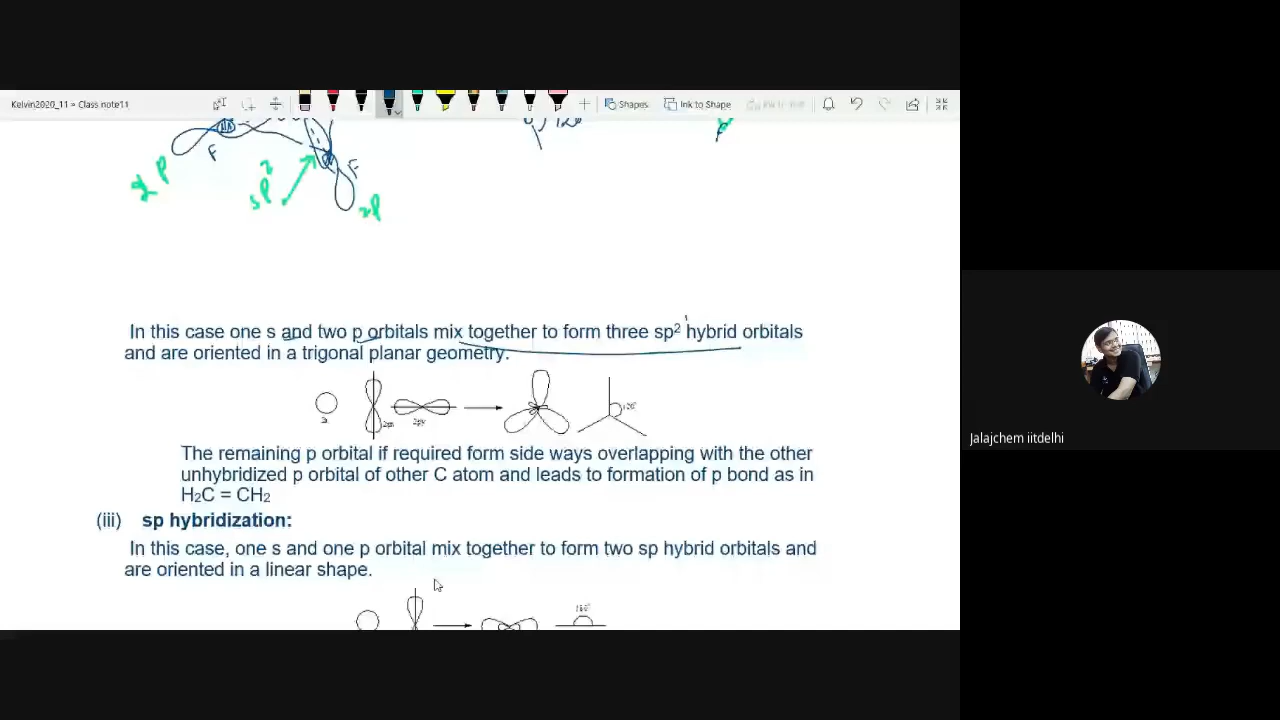 Kelvin2020_11 > Class note11
Shapes
Ink to Shape
F
F
P
sp2
2P
120
In this case one s and two p orbitals mix together to form three sp2 hybrid orbitals
and are oriented in a trigonal planar geometry.
120°
The remaining p orbital if required form side ways overlapping with the other
unhybridized p orbital of other C atom and leads to formation of p bond as in
H2C = CH2
(iii) sp hybridization:
In this case, one s and one p orbital mix together to form two sp hybrid orbitals and
are oriented in a linear shape.
180°
Jalajchem iitdelhi